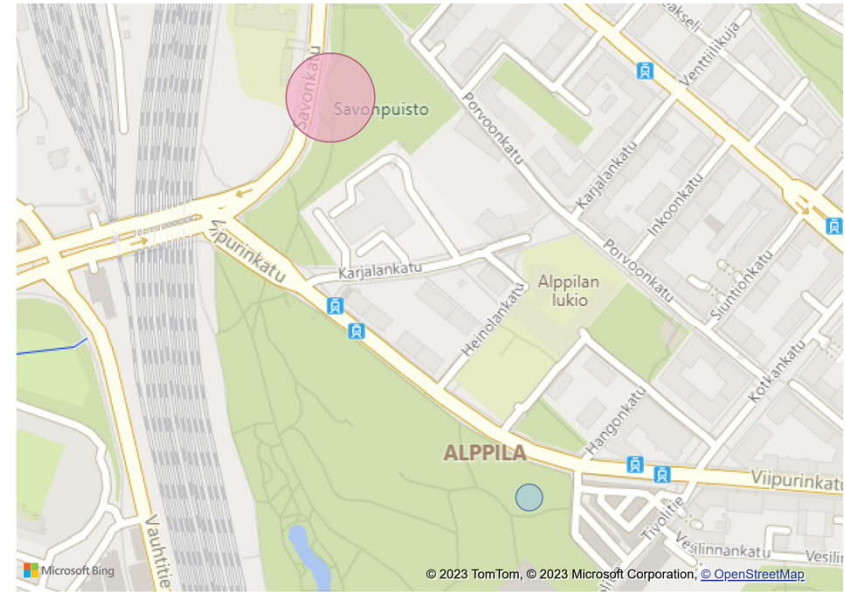 akseli
Venttiilikuja
Savonkatu
Savonpuisto
Porvoonkatu
Karjalankatu
Inkoonkatu
Porvoonkatu
Siuntionkatu
Karjalankatu
Alppilan
lukio
Heinolankatu
Kotkankatu
Hangonkatu
ALPPILA
Viipurinkatu
Tivolitie
Vauhtitie
Vesilinnankatu
Vesilin
Microsoft Bing
© 2023 TomTom, © 2023 Microsoft Corporation, © OpenStreetMap